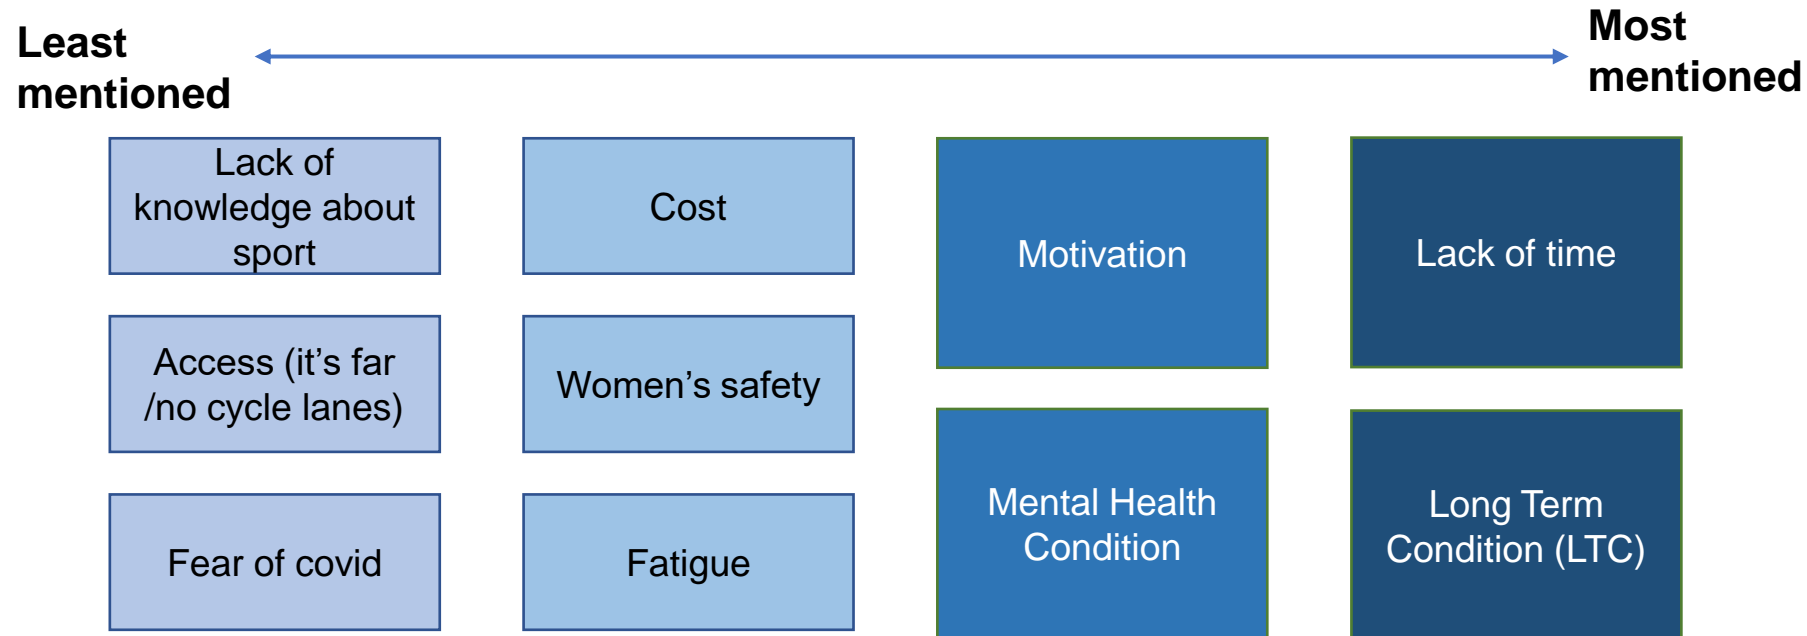 Least
mentioned
Most
mentioned
Lack of
knowledge about
sport
Cost
Motivation
Lack of time
Access (it’s far
/no cycle lanes)
Women’s safety
Fear of covid
Fatigue
Mental Health
Condition
Long Term
Condition (LTC)